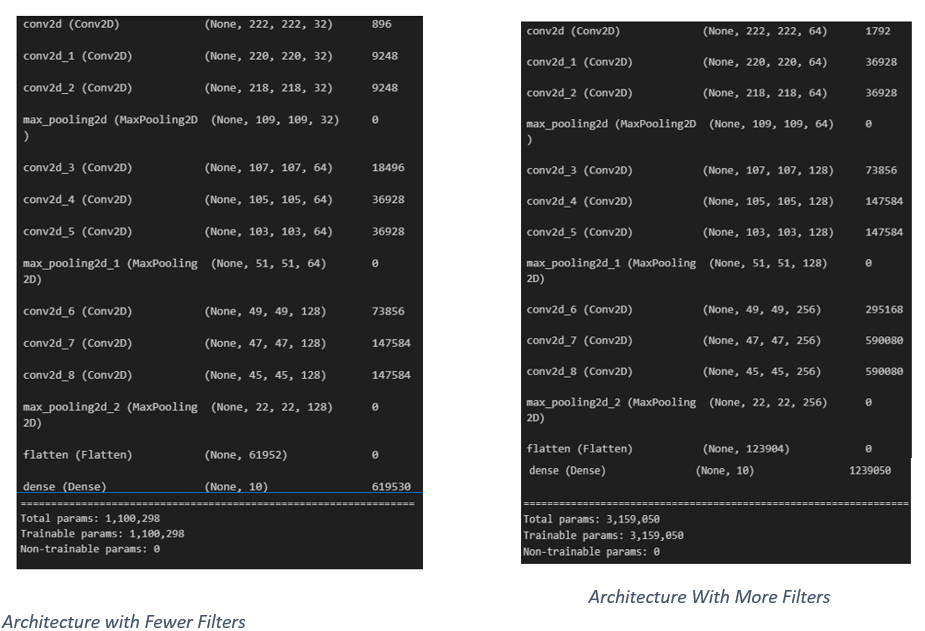 conv2d (Conv2D) (None, 222, 222, 32) 896
conv2d_1 (Conv2D) (None, 220, 220, 32) 9248
conv2d_2 (Conv2D) (None, 218, 218, 32) 9248
max_pooling2d (MaxPooling2D (None, 109, 109, 32) 0
)
conv2d_3 (Conv2D) (None, 107, 107, 64) 18496
conv2d_4 (Conv2D) (None, 105, 105, 64) 36928
conv2d_5 (Conv2D) (None, 103, 103, 64) 36928
max_pooling2d_1 (MaxPooling (None, 51, 51, 64) 0
2D)
conv2d_6 (Conv2D) (None, 49, 49, 128) 73856
conv2d_7 (Conv2D) (None, 47, 47, 128) 147584
conv2d_8 (Conv2D) (None, 45, 45, 128) 147584
max_pooling2d_2 (MaxPooling (None, 22, 22, 128) 0
2D)
flatten (Flatten) (None, 61952) 0
dense (Dense) (None, 10) 619530
=================================================================
Total params: 1,100,298
Trainable params: 1,100,298
Non-trainable params: 0
Architecture with Fewer Filters
conv2d (Conv2D) (None, 222, 222, 64) 1792
conv2d_1 (Conv2D) (None, 220, 220, 64) 36928
conv2d_2 (Conv2D) (None, 218, 218, 64) 36928
max_pooling2d (MaxPooling2D (None, 109, 109, 64) 0
)
conv2d_3 (Conv2D) (None, 107, 107, 128) 73856
conv2d_4 (Conv2D) (None, 105, 105, 128) 147584
conv2d_5 (Conv2D) (None, 103, 103, 128) 147584
max_pooling2d_1 (MaxPooling (None, 51, 51, 128) 0
2D)
conv2d_6 (Conv2D) (None, 49, 49, 256) 295168
conv2d_7 (Conv2D) (None, 47, 47, 256) 590080
conv2d_8 (Conv2D) (None, 45, 45, 256) 590080
max_pooling2d_2 (MaxPooling (None, 22, 22, 256) 0
2D)
flatten (Flatten) (None, 123904) 0
dense (Dense) (None, 10) 1239050
=================================================================
Total params: 3,159,050
Trainable params: 3,159,050
Non-trainable params: 0
Architecture With More Filters